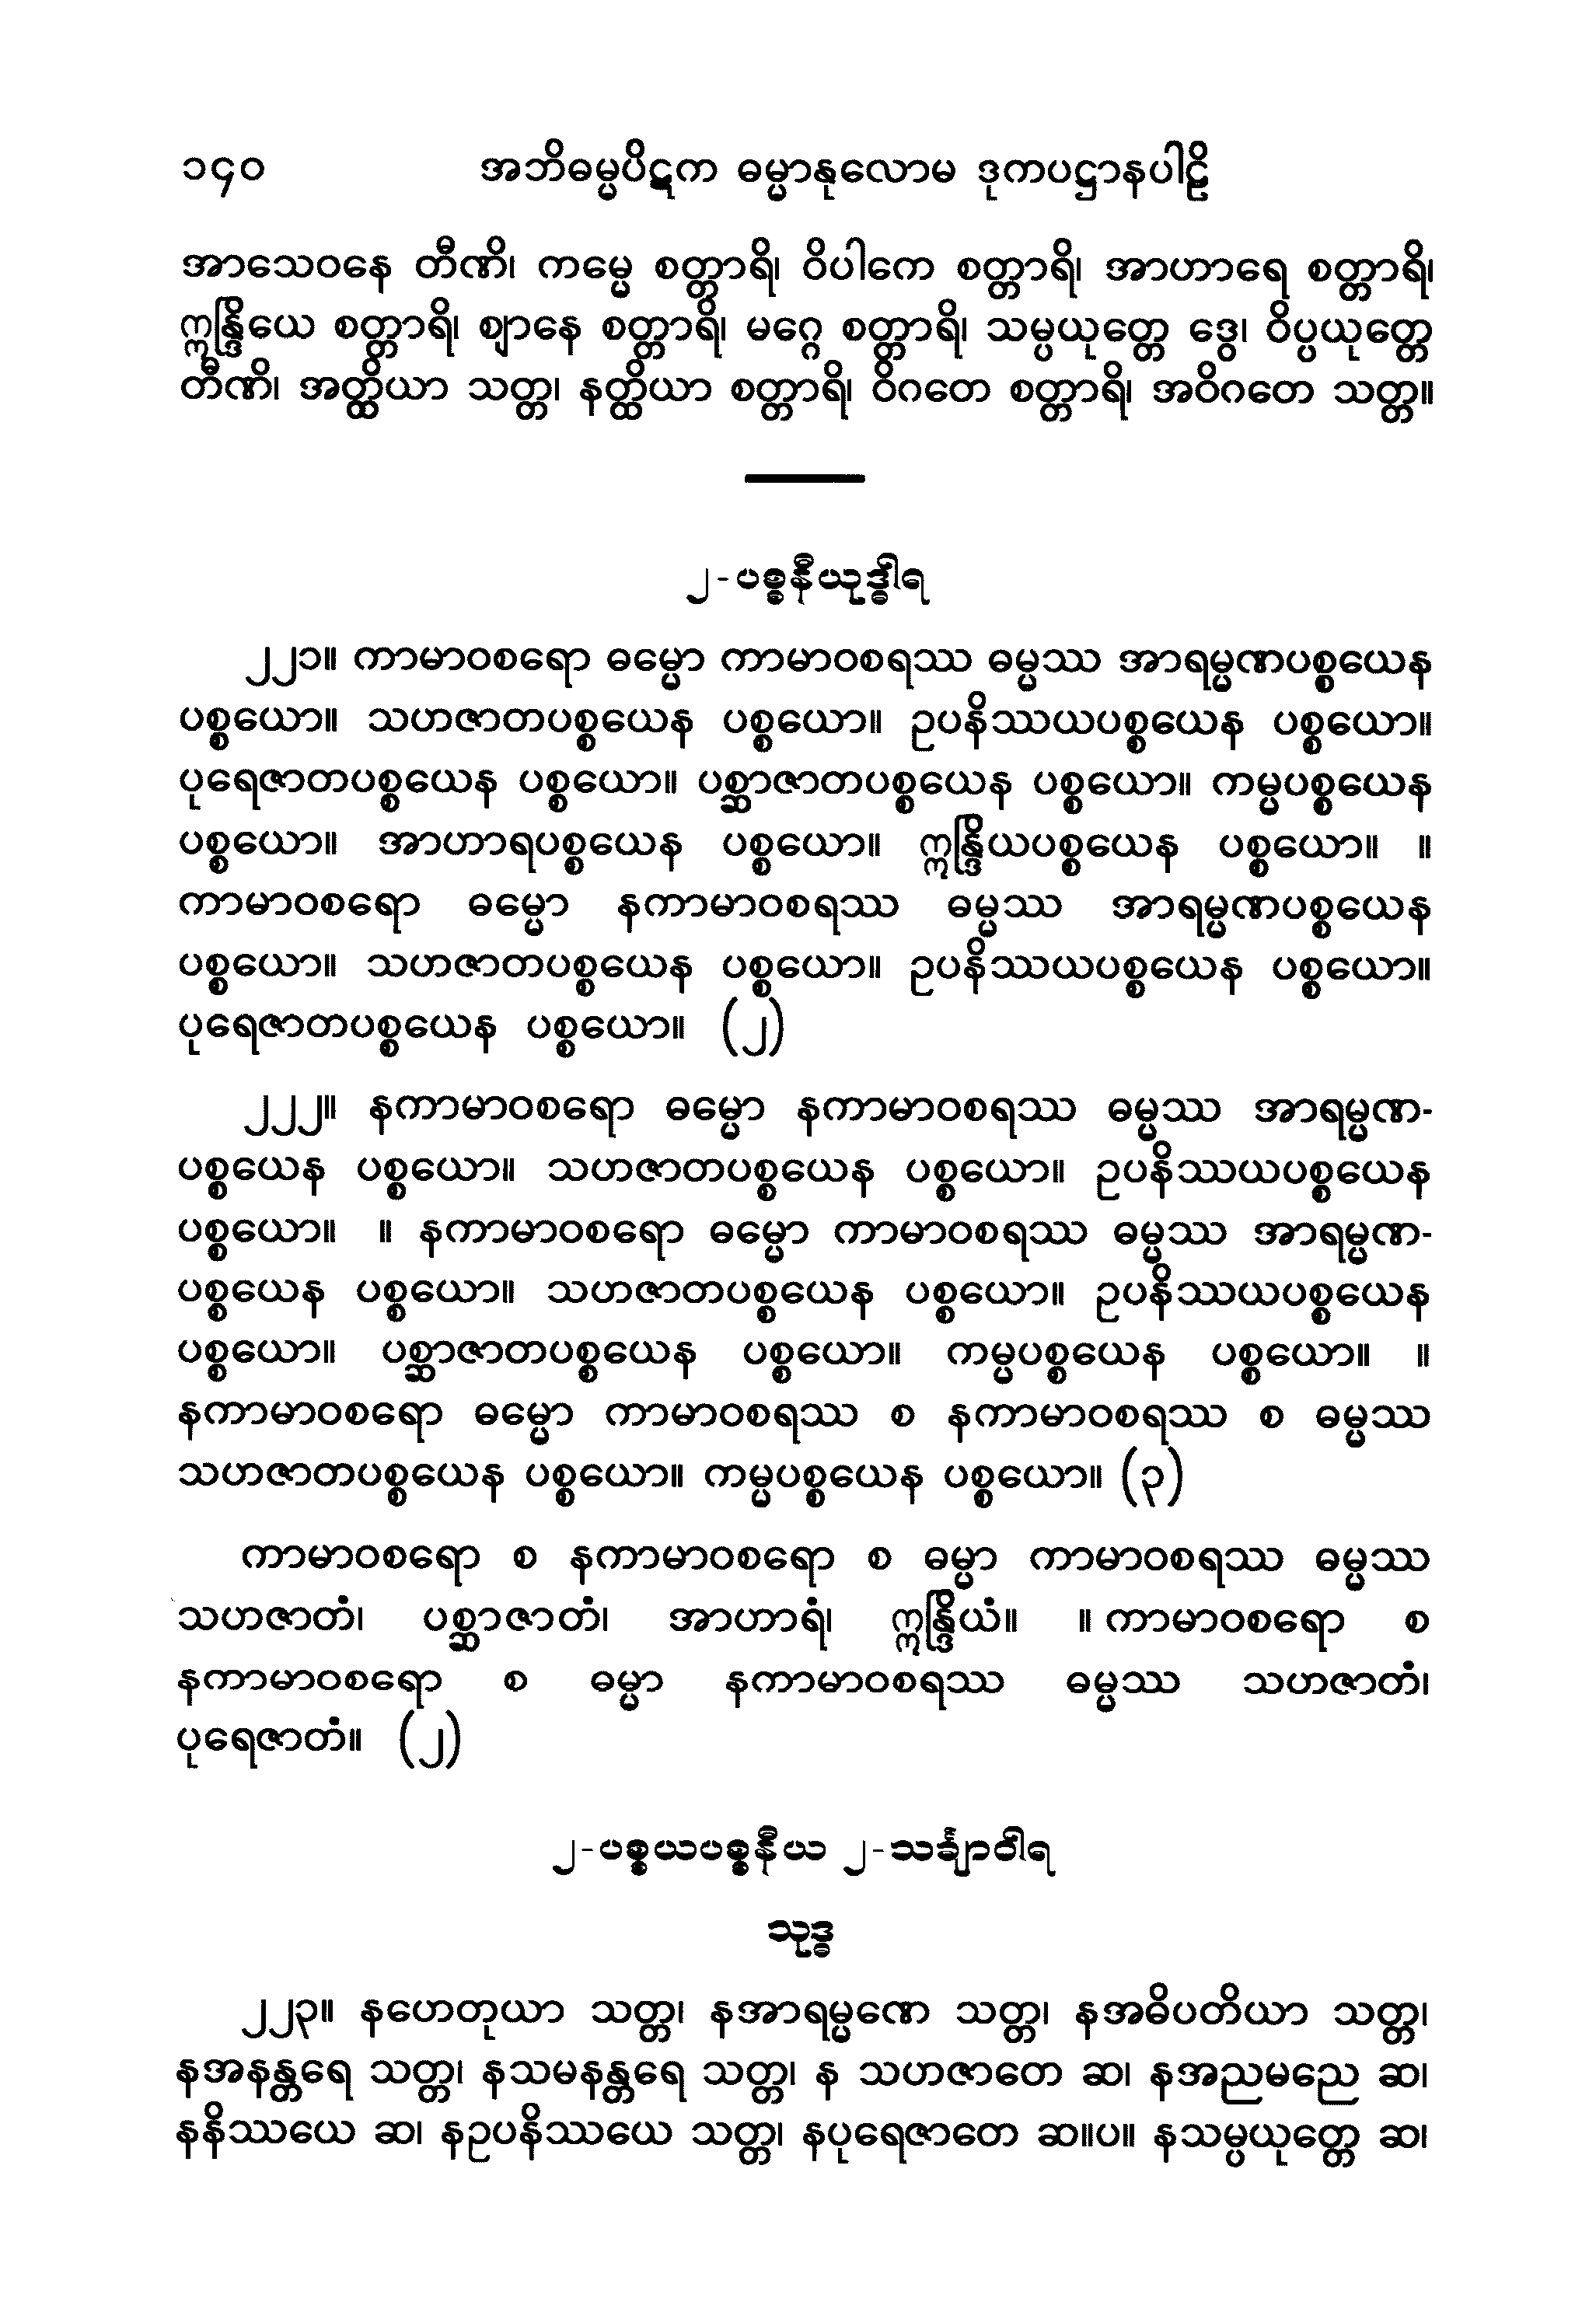 ၁၄၀ အဘိဓမ္မပိဋက ဓမ္မာနုလောမ ဒုကပဋ္ဌာနပါဠိ
အာသေဝနေ တီဏိ၊ ကမ္မေ စတ္တာရိ၊ ဝိပါကေ စတ္တာရိ၊ အာဟာရေ စတ္တာရိ၊
ဣန္ဒြိယေ စတ္တာရိ၊ ဈာနေ စတ္တာရိ၊ မဂ္ဂေ စတ္တာရိ၊ သမ္ပယုတ္တေ ဒွေ၊ ဝိပ္ပယုတ္တေ
တီဏိ၊ အတ္ထိယာ သတ္တ၊ နတ္ထိယာ စတ္တာရိ၊ ဝိဂတေ စတ္တာရိ၊ အဝိဂတေ သတ္တ။
၂-ပစ္စနီယုဒ္ဓါရ
၂၂၁။ ကာမာဝစရော ဓမ္မော ကာမာဝစရဿ ဓမ္မဿ အာရမ္မဏပစ္စယေန
ပစ္စယော။ သဟဇာတပစ္စယေန ပစ္စယော။ ဥပနိဿယပစ္စယေန ပစ္စယော။
ပုရေဇာတပစ္စယေန ပစ္စယော။ ပစ္ဆာဇာတပစ္စယေန ပစ္စယော။ ကမ္မပစ္စယေန
ပစ္စယော။ အာဟာရပစ္စယေန ပစ္စယော။ ဣန္ဒြိယပစ္စယေန ပစ္စယော။ ။
ကာမာဝစရော ဓမ္မော နကာမာဝစရဿ ဓမ္မဿ အာရမ္မဏပစ္စယေန
ပစ္စယော။ သဟဇာတပစ္စယေန ပစ္စယော။ ဥပနိဿယပစ္စယေန ပစ္စယော။
ပုရေဇာတပစ္စယေန ပစ္စယော။ (၂)
၂၂၂။ နကာမာဝစရော ဓမ္မော နကာမာဝစရဿ ဓမ္မဿ အာရမ္မဏ-
ပစ္စယေန ပစ္စယော။ သဟဇာတပစ္စယေန ပစ္စယော။ ဥပနိဿယပစ္စယေန
ပစ္စယော။ ။ နကာမာဝစရော ဓမ္မော ကာမာဝစရဿ ဓမ္မဿ အာရမ္မဏ-
ပစ္စယေန ပစ္စယော။ သဟဇာတပစ္စယေန ပစ္စယော။ ဥပနိဿယပစ္စယေန
ပစ္စယော။ ပစ္ဆာဇာတပစ္စယေန ပစ္စယော။ ကမ္မပစ္စယေန ပစ္စယော။ ။
နကာမာဝစရော ဓမ္မော ကာမာဝစရဿ စ နကာမာဝစရဿ စ ဓမ္မဿ
သဟဇာတပစ္စယေန ပစ္စယော။ ကမ္မပစ္စယေန ပစ္စယော။ (၃)
ကာမာဝစရော စ နကာမာဝစရော စ ဓမ္မာ ကာမာဝစရဿ ဓမ္မဿ
သဟဇာတံ၊ ပစ္ဆာဇာတံ၊ အာဟာရံ၊ ဣန္ဒြိယံ။ ။ ကာမာဝစရော စ
နကာမာဝစရော စ ဓမ္မာ နကာမာဝစရဿ ဓမ္မဿ သဟဇာတံ၊
ပုရေဇာတံ။ (၂)
၂-ပစ္စယပစ္စနီယ ၂-သင်္ချာဝါရ
သုဒ္ဓ
၂၂၃။ နဟေတုယာ သတ္တ၊ နအာရမ္မဏေ သတ္တ၊ နအဓိပတိယာ သတ္တ၊
နအနန္တရေ သတ္တ၊ နသမနန္တရေ သတ္တ၊ န သဟဇာတေ ဆ၊ နအညမညေ ဆ၊
နနိဿယေ ဆ၊ နဥပနိဿယေ သတ္တ၊ နပုရေဇာတေ ဆ။ပ။ နသမ္ပယုတ္တေ ဆ၊